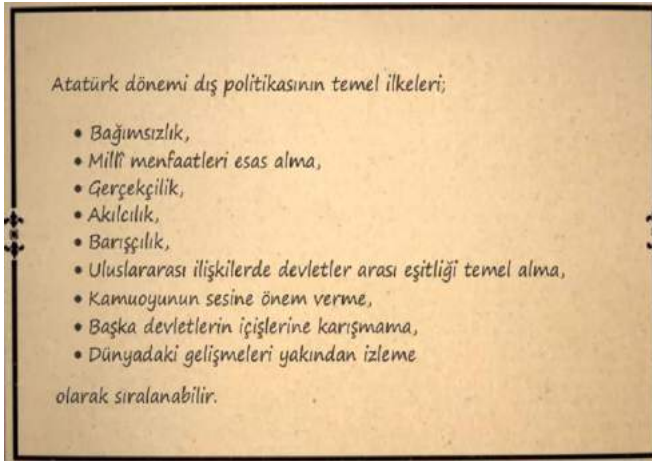 Atatürk dönemi dış politikasının temel ilkeleri;
• Bağımsızlık,
• Millî menfaatleri esas alma,
• Gerçekçilik,
• Akılcılık,
• Barışçılık,
• Uluslararası ilişkilerde devletler arası eşitliği temel alma,
• Kamuoyunun sesine önem verme,
• Başka devletlerin içişlerine karışmama,
• Dünyadaki gelişmeleri yakından izleme
olarak sıralanabilir.